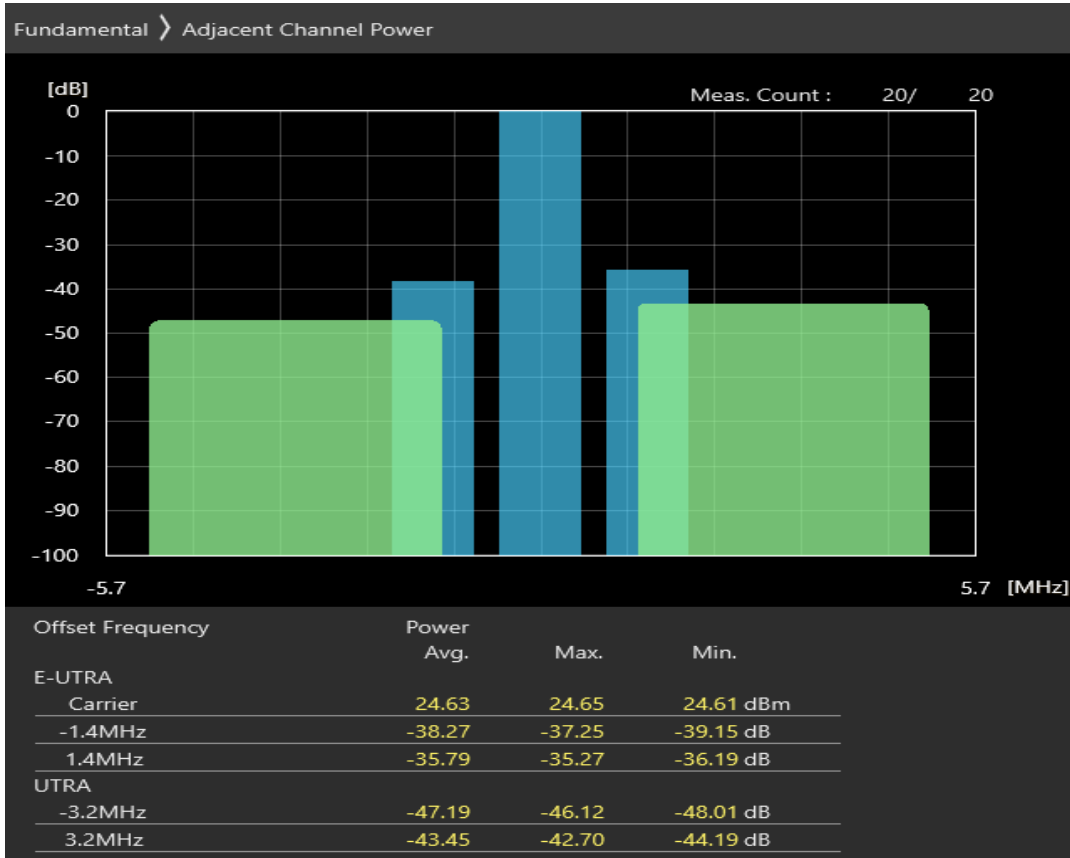 Fundamental 〉 Adjacent Channel Power
[dB]
Meas. Count : 20/ 20
0
-10
-20
-30
-40
-50
-60
-70
-80
-90
-100
-5.7 5.7 [MHz]
Offset Frequency Power
Avg. Max. Min.
E-UTRA
Carrier 24.63 24.65 24.61 dBm
-1.4MHz -38.27 -37.25 -39.15 dB
1.4MHz -35.79 -35.27 -36.19 dB
UTRA
-3.2MHz -47.19 -46.12 -48.01 dB
3.2MHz -43.45 -42.70 -44.19 dB